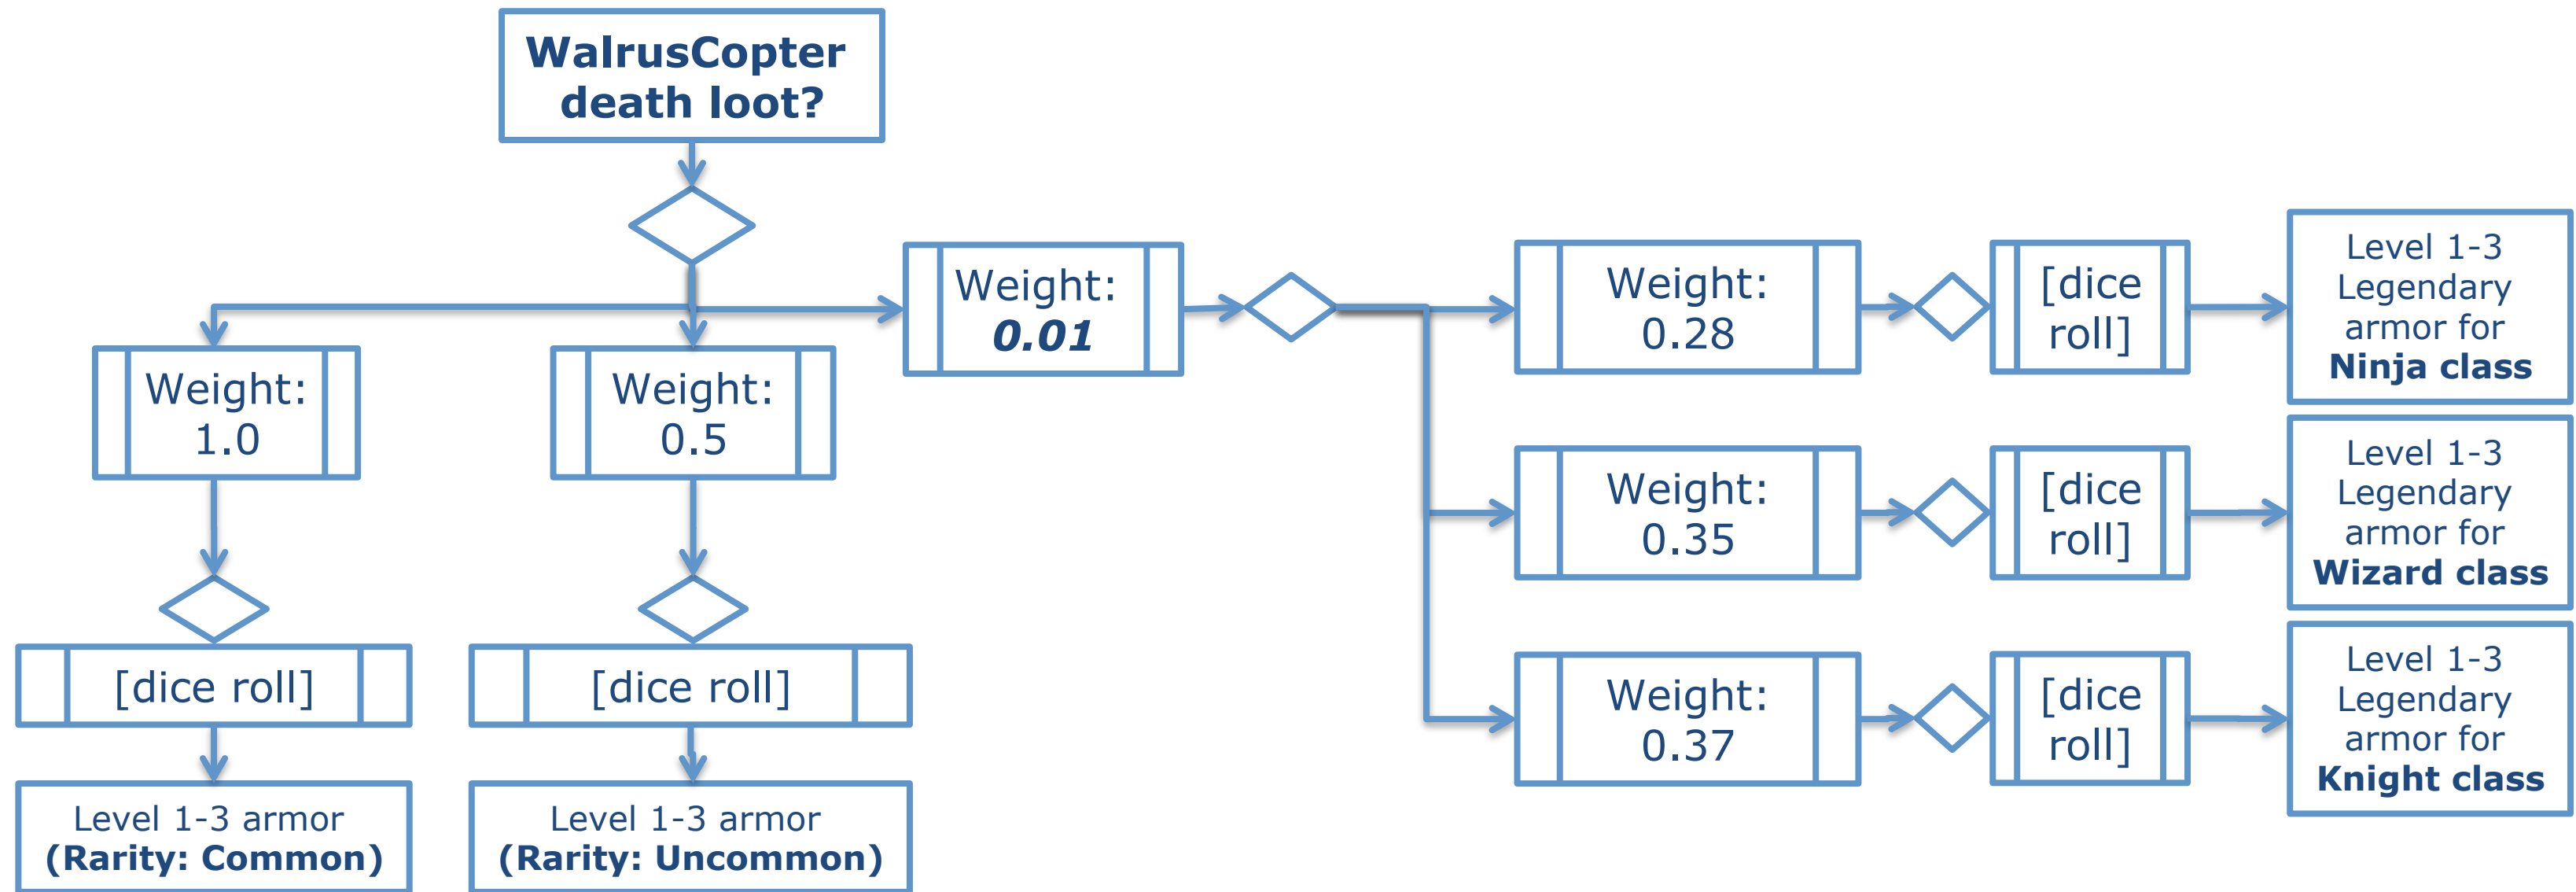 WalrusCopter
death loot?
Weight:
1.0
[dice roll]
Level 1-3 armor
(Rarity: Common)
Weight:
0.5
[dice roll]
Level 1-3 armor
(Rarity: Uncommon)
Weight:
0.01
Weight:
0.28
[dice
roll]
Level 1-3
Legendary
armor for
Ninja class
Weight:
0.35
[dice
roll]
Level 1-3
Legendary
armor for
Wizard class
Weight:
0.37
[dice
roll]
Level 1-3
Legendary
armor for
Knight class